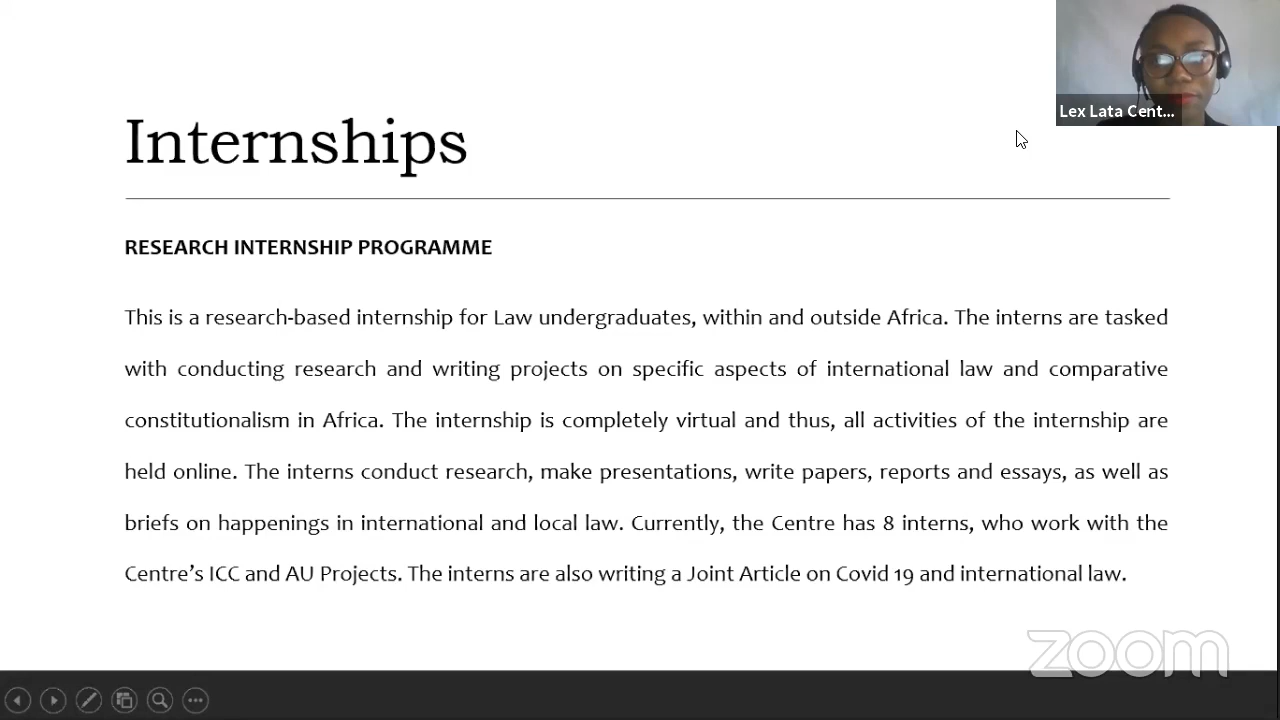 Lex Lata Cent...
Internships
RESEARCH INTERNSHIP PROGRAMME
This is a research-based internship for Law undergraduates, within and outside Africa. The interns are tasked
with conducting research and writing projects on specific aspects of international law and comparative
constitutionalism in Africa. The internship is completely virtual and thus, all activities of the internship are
held online. The interns conduct research, make presentations, write papers, reports and essays, as well as
briefs on happenings in international and local law. Currently, the Centre has 8 interns, who work with the
Centre’s ICC and AU Projects. The interns are also writing a Joint Article on Covid 19 and international law.
zoom